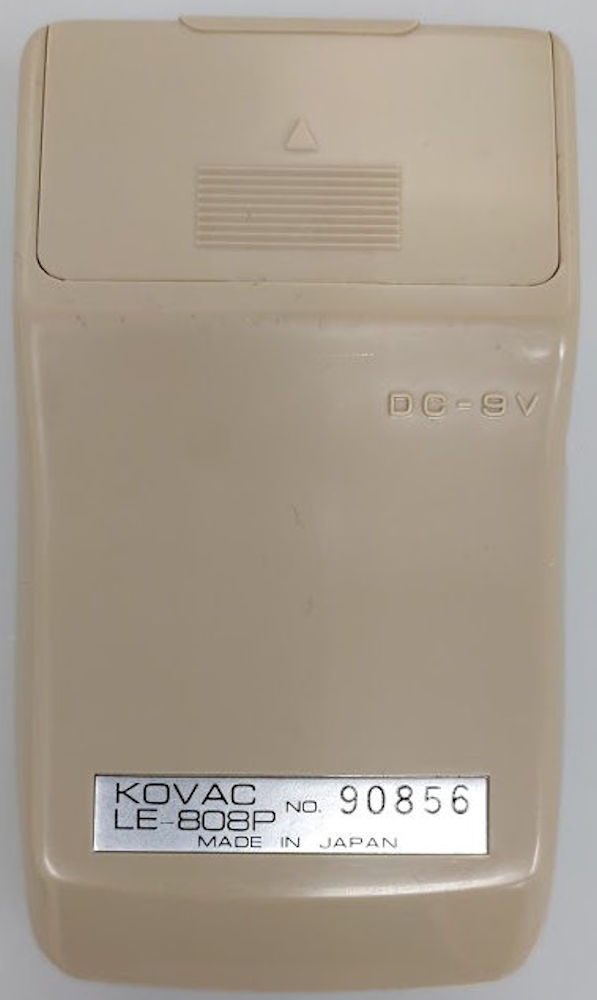 DC-9V
KOVAC NO. 90856
LE-808P
MADE IN JAPAN